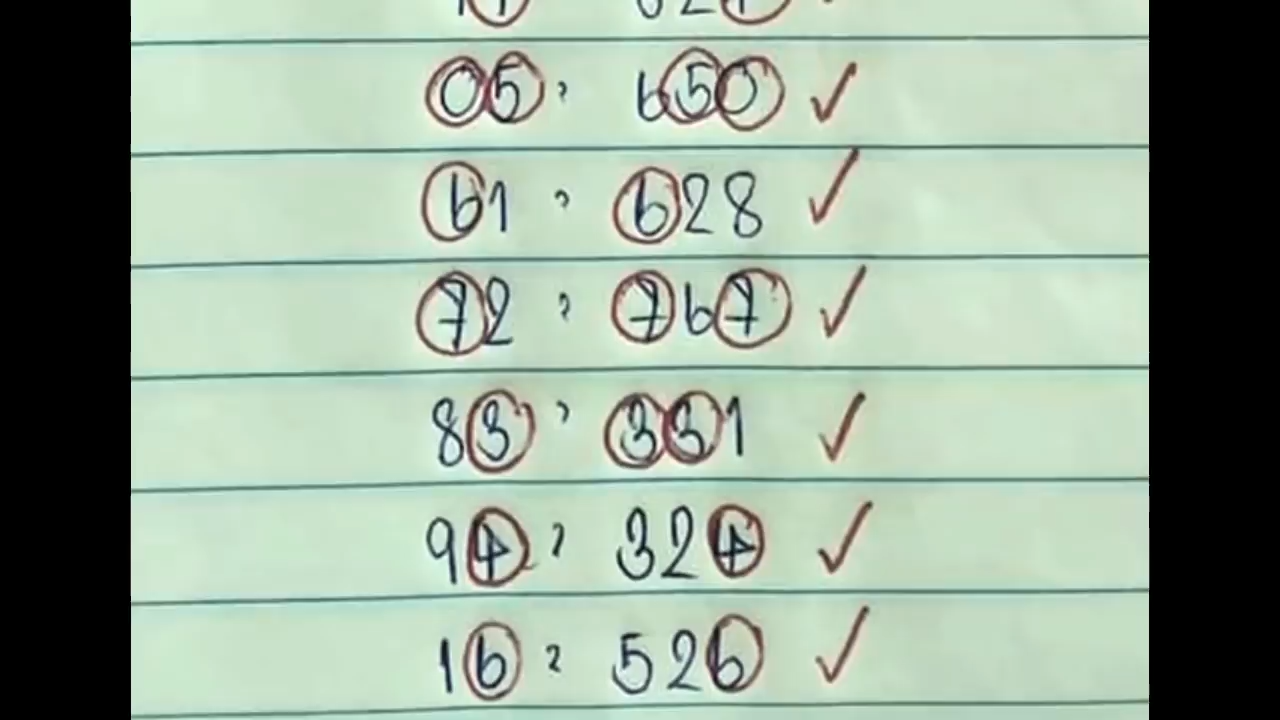 05 , 650 ✓
61 , 628 ✓
72 , 767 ✓
83 , 331 ✓
94 , 324 ✓
16 , 526 ✓